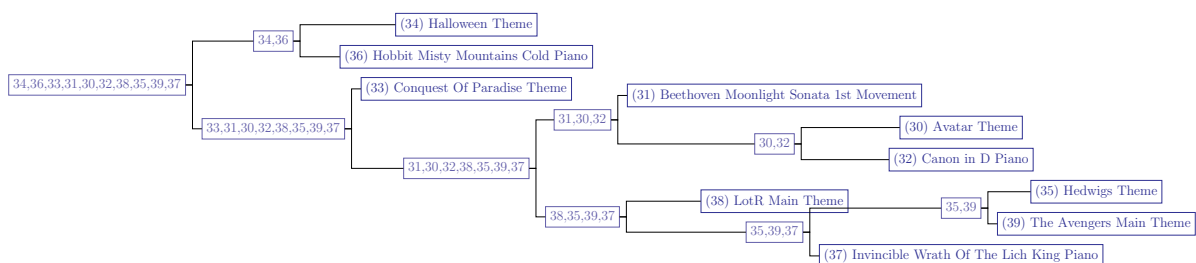 (34) Halloween Theme
34,36
(36) Hobbit Misty Mountains Cold Piano
34,36,33,31,30,32,38,35,39,37
(33) Conquest Of Paradise Theme
(31) Beethoven Moonlight Sonata 1st Movement
33,31,30,32,38,35,39,37
31,30,32
(30) Avatar Theme
30,32
(32) Canon in D Piano
31,30,32,38,35,39,37
(35) Hedwigs Theme
(38) LotR Main Theme
35,39
38,35,39,37
(39) The Avengers Main Theme
35,39,37
(37) Invincible Wrath Of The Lich King Piano